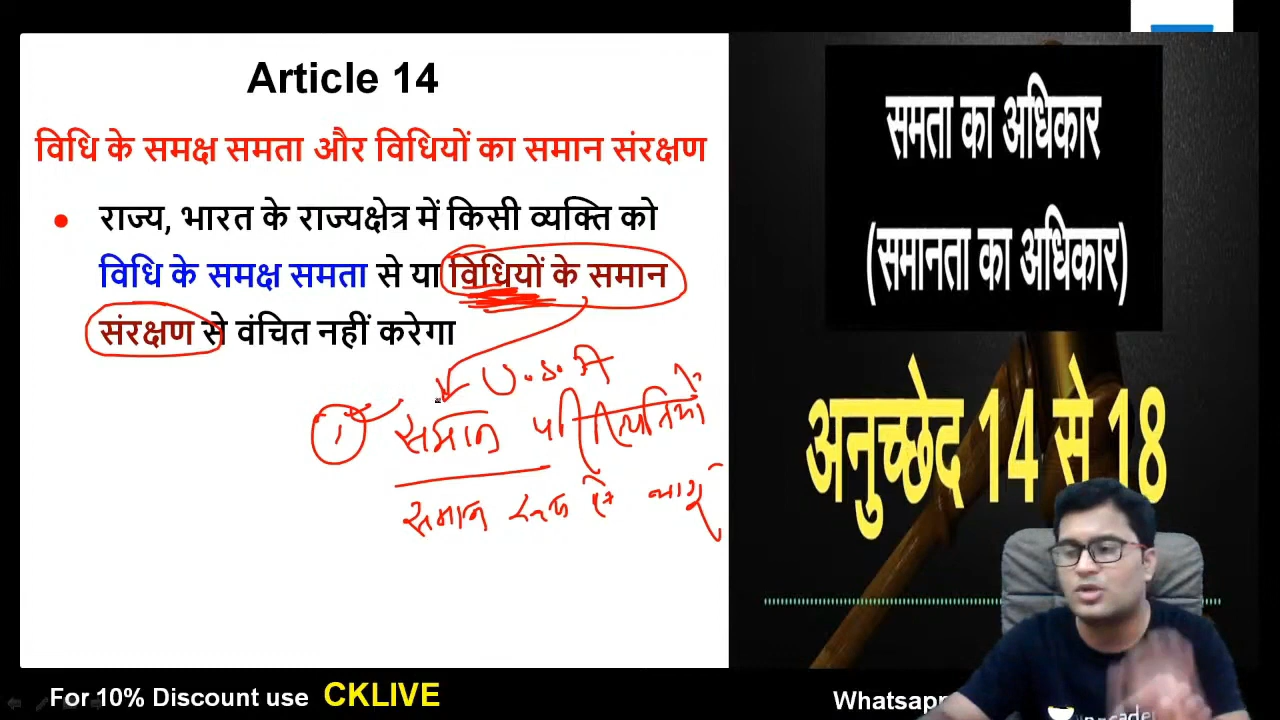 Article 14
विधि के समक्ष समता और विधियों का समान संरक्षण
• राज्य, भारत के राज्यक्षेत्र में किसी व्यक्ति को
विधि के समक्ष समता से या विधियों के समान
संरक्षण से वंचित नहीं करेगा
U.S.A
① समान परिस्थितियों
समान रूप से लागू
समता का अधिकार
(समानता का अधिकार)
अनुच्छेद 14 से 18
For 10% Discount use CKLIVE
Whatsapp